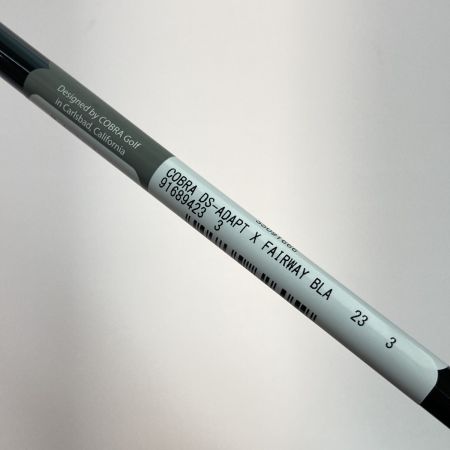 Designed by COBRA Golf
in Carlsbad, California
COBRA DS-ADAPT X FAIRWAY BLA 23 3
91689423 3